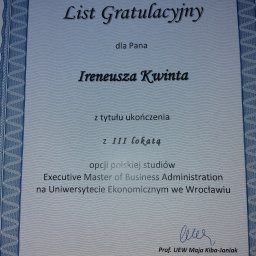 List Gratulacyjny
dla Pana
Ireneusza Kwinta
z tytułu ukończenia
z III lokatą
opcji polskiej studiów
Executive Master of Business Administration
na Uniwersytecie Ekonomicznym we Wrocławiu
Prof. UEW Maja Kiba-Janiak